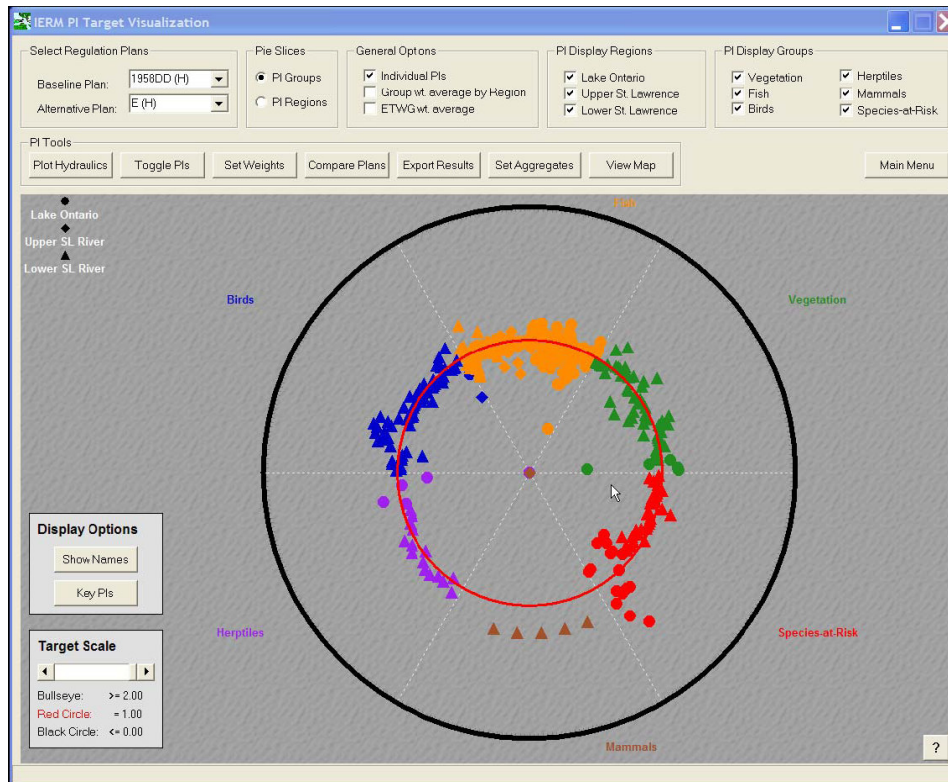 IERM PI Target Visualization
Select Regulation Plans
Baseline Plan: 1958DD (H)
Alternative Plan: E (H)
Pie Slices
PI Groups
PI Regions
General Options
Individual PIs
Group wt. average by Region
ETWG wt. average
PI Display Regions
Lake Ontario
Upper St. Lawrence
Lower St. Lawrence
PI Display Groups
Vegetation
Fish
Birds
Herptiles
Mammals
Species-at-Risk
PI Tools
Plot Hydraulics
Toggle PIs
Set Weights
Compare Plans
Export Results
Set Aggregates
View Map
Main Menu
Lake Ontario
Upper SL River
Lower SL River
Fish
Birds
Vegetation
Herptiles
Species-at-Risk
Mammals
Display Options
Show Names
Key PIs
Target Scale
Bullseye: >= 2.00
Red Circle: = 1.00
Black Circle: <= 0.00
?